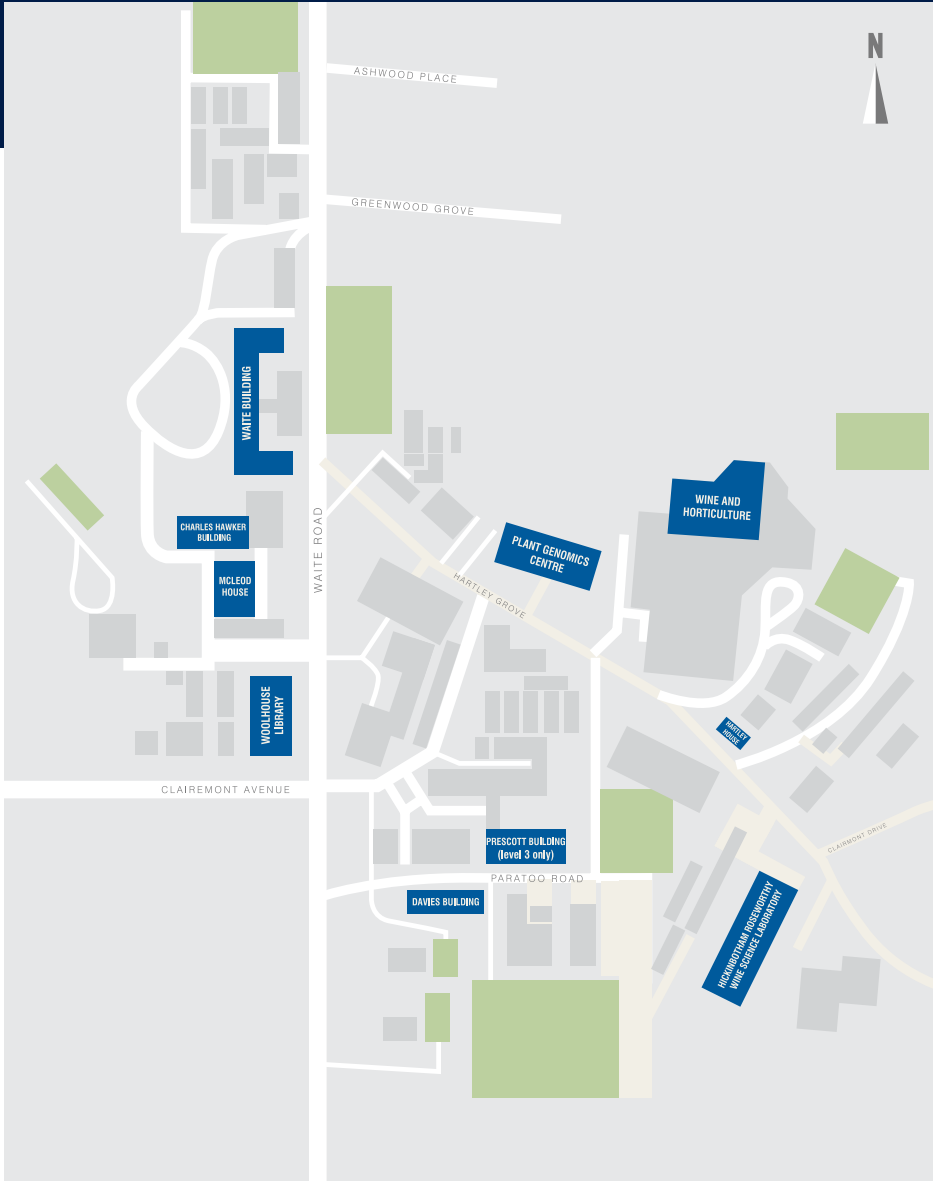 N
ASHWOOD PLACE
GREENWOOD GROVE
WAITE BUILDING
WAITE ROAD
WINE AND
HORTICULTURE
CHARLES HAWKER
BUILDING
PLANT GENOMICS
CENTRE
MCLEOD
HOUSE
HARTLEY GROVE
WOOLHOUSE
LIBRARY
HARTLEY
HOUSE
CLAIREMONT AVENUE
PRESCOTT BUILDING
(level 3 only)
CLAIRMONT DRIVE
PARATOO ROAD
DAVIES BUILDING
HICKINBOTHAM ROSEWORTHY
WINE SCIENCE LABORATORY